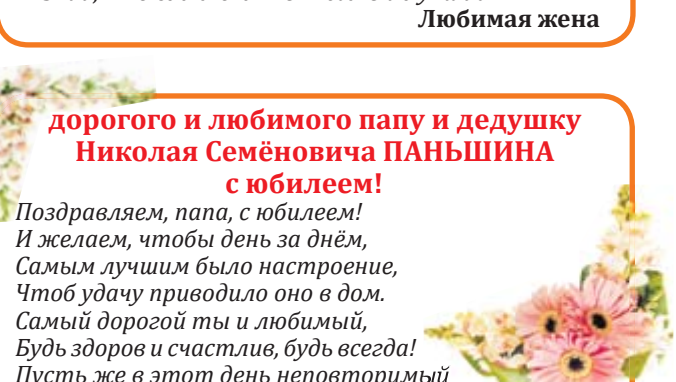 Любимая жена
дорогого и любимого папу и дедушку
Николая Семёновича ПАНЬШИНА
с юбилеем!
Поздравляем, папа, с юбилеем!
И желаем, чтобы день за днём,
Самым лучшим было настроение,
Чтоб удачу приводило оно в дом.
Самый дорогой ты и любимый,
Будь здоров и счастлив, будь всегда!
Пусть же в этот день неповторимый